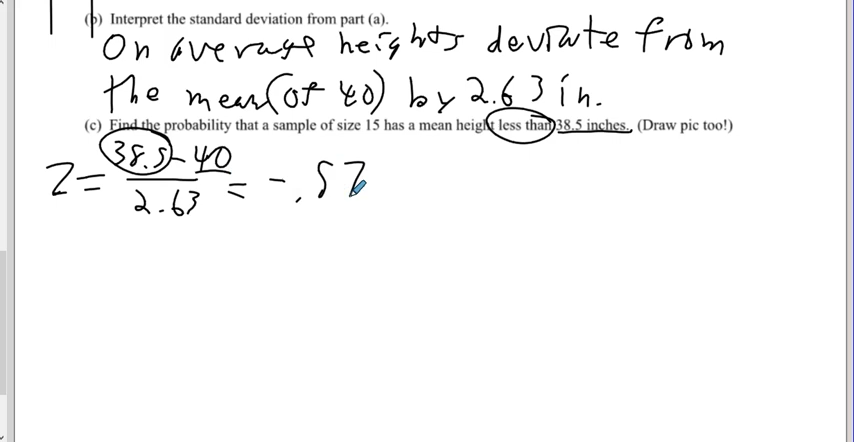 (b) Interpret the standard deviation from part (a).
On average heights deviate from
the mean (of 40) by 2.63 in.
(c) Find the probability that a sample of size 15 has a mean height less than 38.5 inches. (Draw pic too!)
Z = 38.5 - 40 / 2.63 = -.57